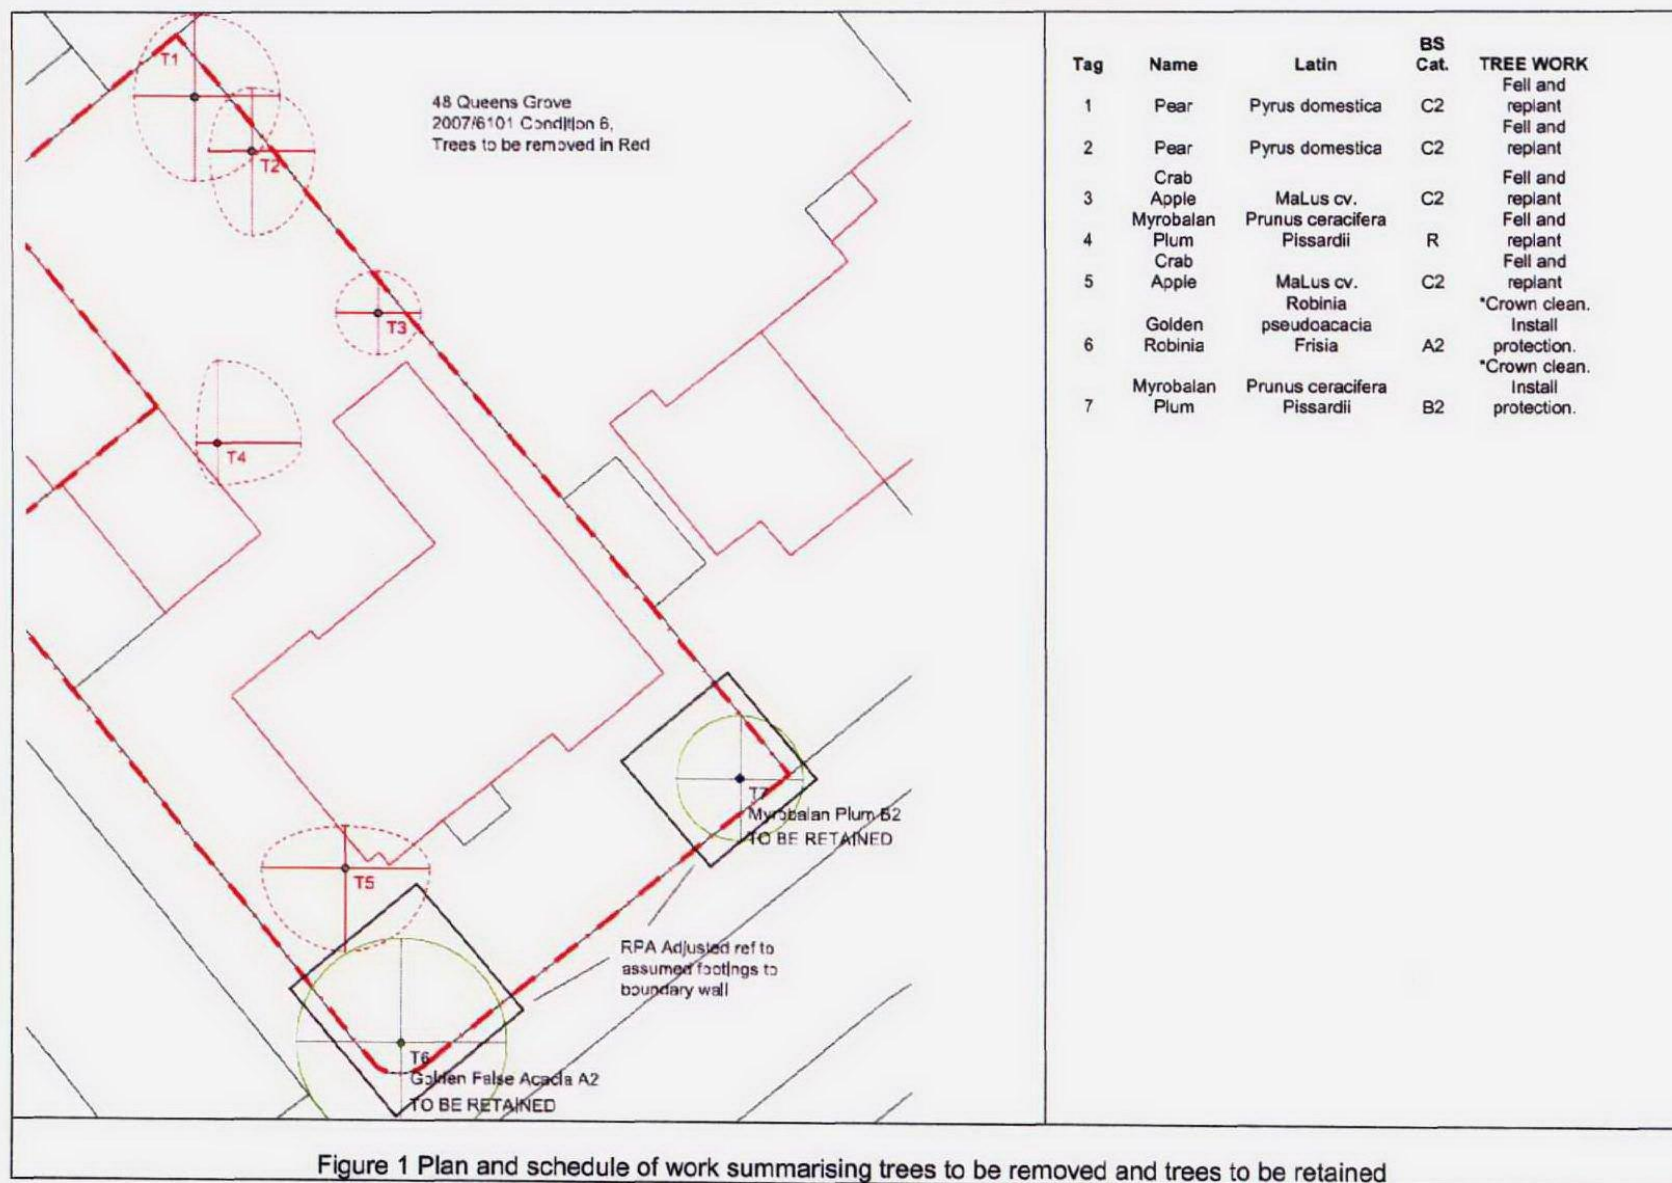 T1
T2
T3
T4
T5
48 Queens Grove
2007/6101 Condition 6,
Trees to be removed in Red
T7
Myrobalan Plum B2
TO BE RETAINED
RPA Adjusted ref to
assumed footings to
boundary wall
T6
Golden False Acacia A2
TO BE RETAINED
BS
Tag Name Latin Cat. TREE WORK
Fell and
1 Pear Pyrus domestica C2 replant
Fell and
2 Pear Pyrus domestica C2 replant
Crab Fell and
3 Apple MaLus cv. C2 replant
Myrobalan Prunus ceracifera Fell and
4 Plum Pissardii R replant
Crab Fell and
5 Apple MaLus cv. C2 replant
Robinia *Crown clean.
Golden pseudoacacia Install
6 Robinia Frisia A2 protection.
*Crown clean.
Myrobalan Prunus ceracifera Install
7 Plum Pissardii B2 protection.
Figure 1 Plan and schedule of work summarising trees to be removed and trees to be retained